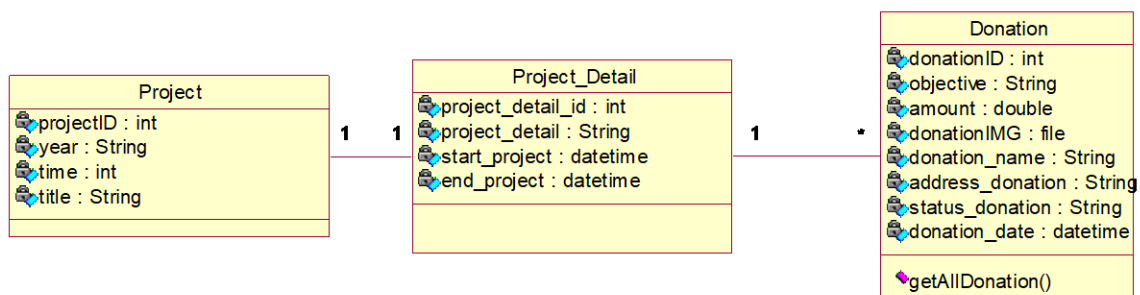 Project
projectID : int
year : String
time : int
title : String
1
1
Project_Detail
project_detail_id : int
project_detail : String
start_project : datetime
end_project : datetime
1
*
Donation
donationID : int
objective : String
amount : double
donationIMG : file
donation_name : String
address_donation : String
status_donation : String
donation_date : datetime
getAllDonation()